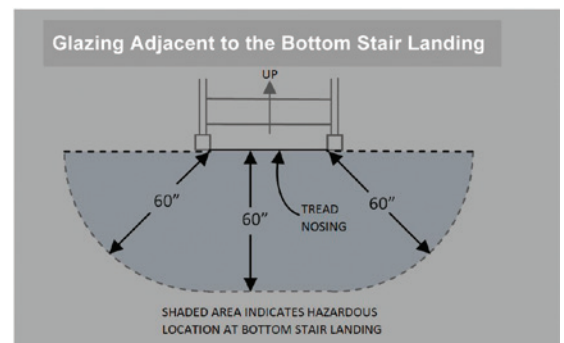 Glazing Adjacent to the Bottom Stair Landing
UP
60"
60"
TREAD
NOSING
60"
SHADED AREA INDICATES HAZARDOUS
LOCATION AT BOTTOM STAIR LANDING